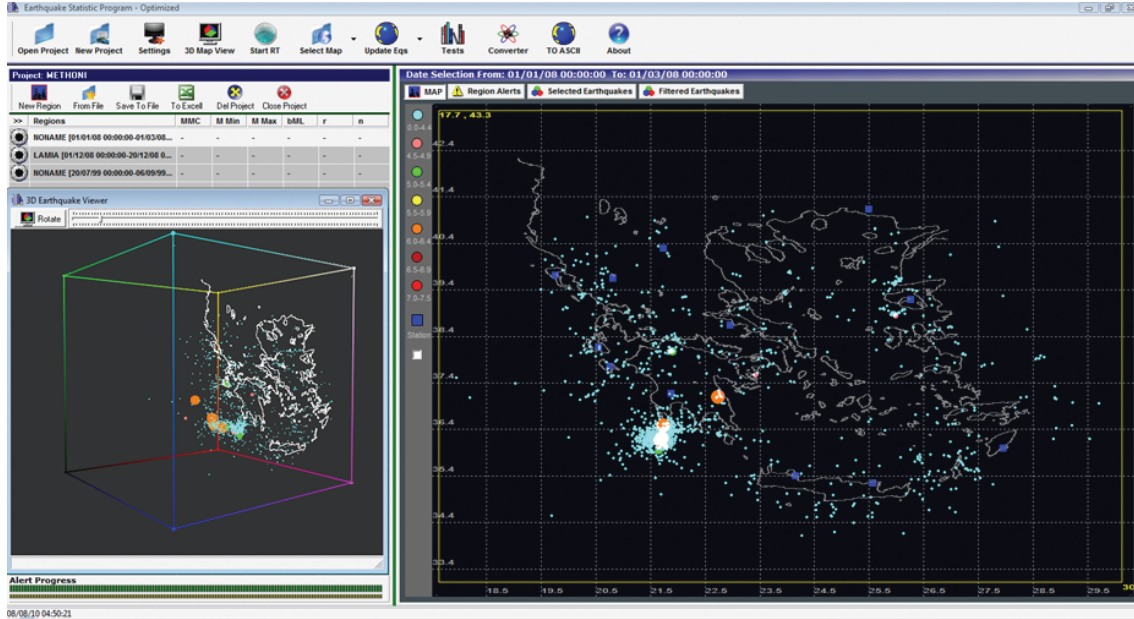 Earthquake Statistic Program - Optimized
Open Project New Project Settings 3D Map View Start RT Select Map Update Eqs Tests Converter TO ASCII About
Project: METHONI
New Region From File Save To File To Excell Del Project Close Project
>> Regions MMC M Min M Max bML r n
NONAME [01/01/08 00:00:00-01/03/08... - - - - - -
LAMIA [01/12/08 00:00:00-20/12/08 0... - - - - - -
NONAME [20/07/99 00:00:00-06/09/99... - - - - - -
3D Earthquake Viewer
Rotate
Alert Progress
08/08/10 04:50:21
Date Selection From: 01/01/08 00:00:00 To: 01/03/08 00:00:00
MAP Region Alerts Selected Earthquakes Filtered Earthquakes
0.0-4.4
4.5-4.9
5.0-5.4
5.5-5.9
6.0-6.4
6.5-6.9
7.0-7.5
Station
17.7 , 43.3
42.4
41.4
40.4
39.4
38.4
37.4
36.4
35.4
34.4
33.4
18.5 19.5 20.5 21.5 22.5 23.5 24.5 25.5 26.5 27.5 28.5 29.5 30